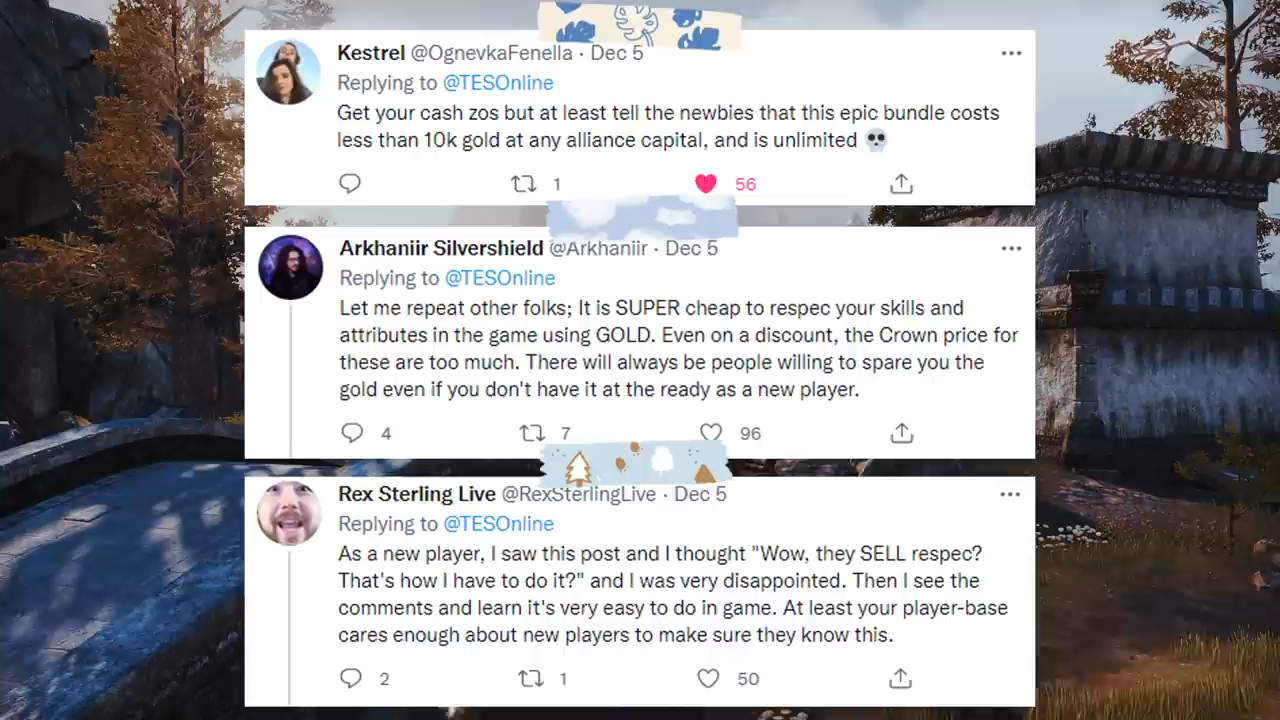 Kestrel @OgnevkaFenella · Dec 5
Replying to @TESOnline
Get your cash zos but at least tell the newbies that this epic bundle costs
less than 10k gold at any alliance capital, and is unlimited 💀
1 56
Arkhaniir Silvershield @Arkhaniir · Dec 5
Replying to @TESOnline
Let me repeat other folks; It is SUPER cheap to respec your skills and
attributes in the game using GOLD. Even on a discount, the Crown price for
these are too much. There will always be people willing to spare you the
gold even if you don't have it at the ready as a new player.
4 7 96
Rex Sterling Live @RexSterlingLive · Dec 5
Replying to @TESOnline
As a new player, I saw this post and I thought "Wow, they SELL respec?
That's how I have to do it?" and I was very disappointed. Then I see the
comments and learn it's very easy to do in game. At least your player-base
cares enough about new players to make sure they know this.
2 1 50